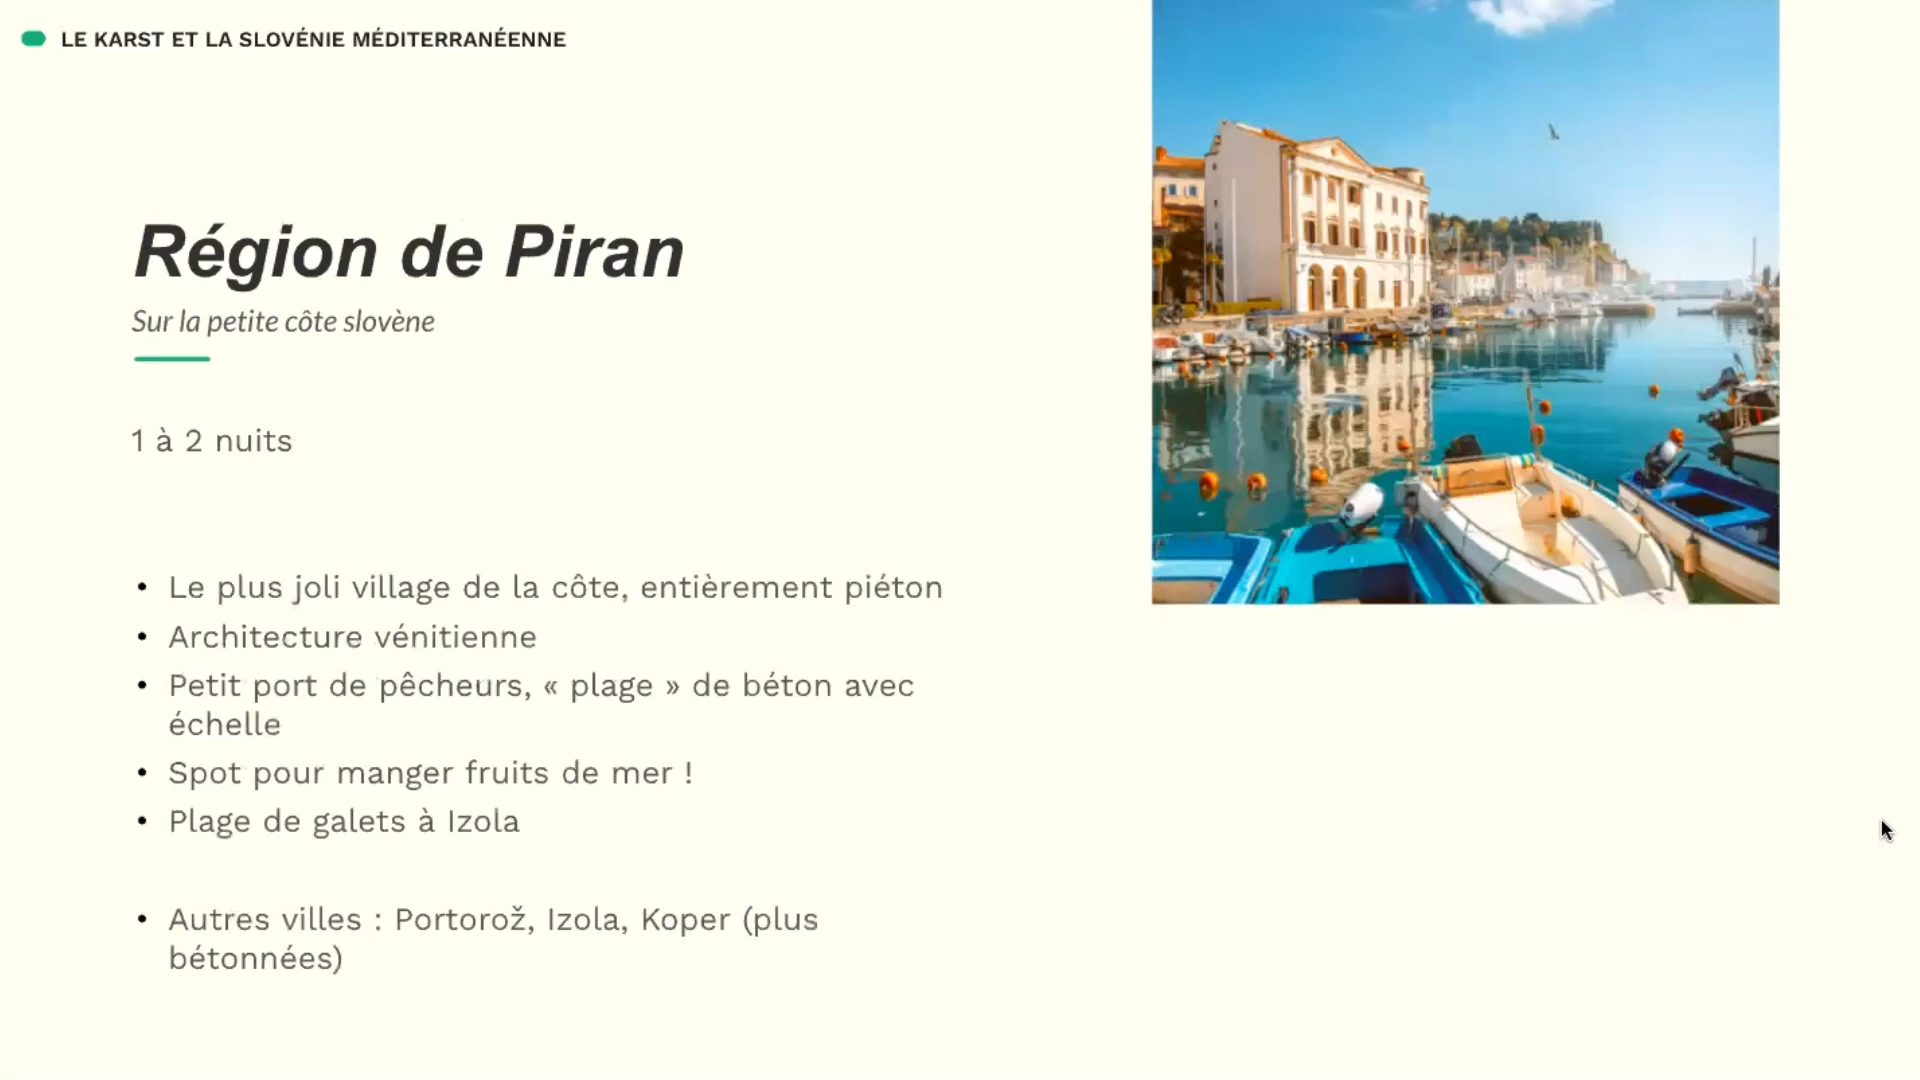 LE KARST ET LA SLOVÉNIE MÉDITERRANÉENNE
Région de Piran
Sur la petite côte slovène
1 à 2 nuits
• Le plus joli village de la côte, entièrement piéton
• Architecture vénitienne
• Petit port de pêcheurs, « plage » de béton avec
échelle
• Spot pour manger fruits de mer !
• Plage de galets à Izola
• Autres villes : Portorož, Izola, Koper (plus
bétonnées)